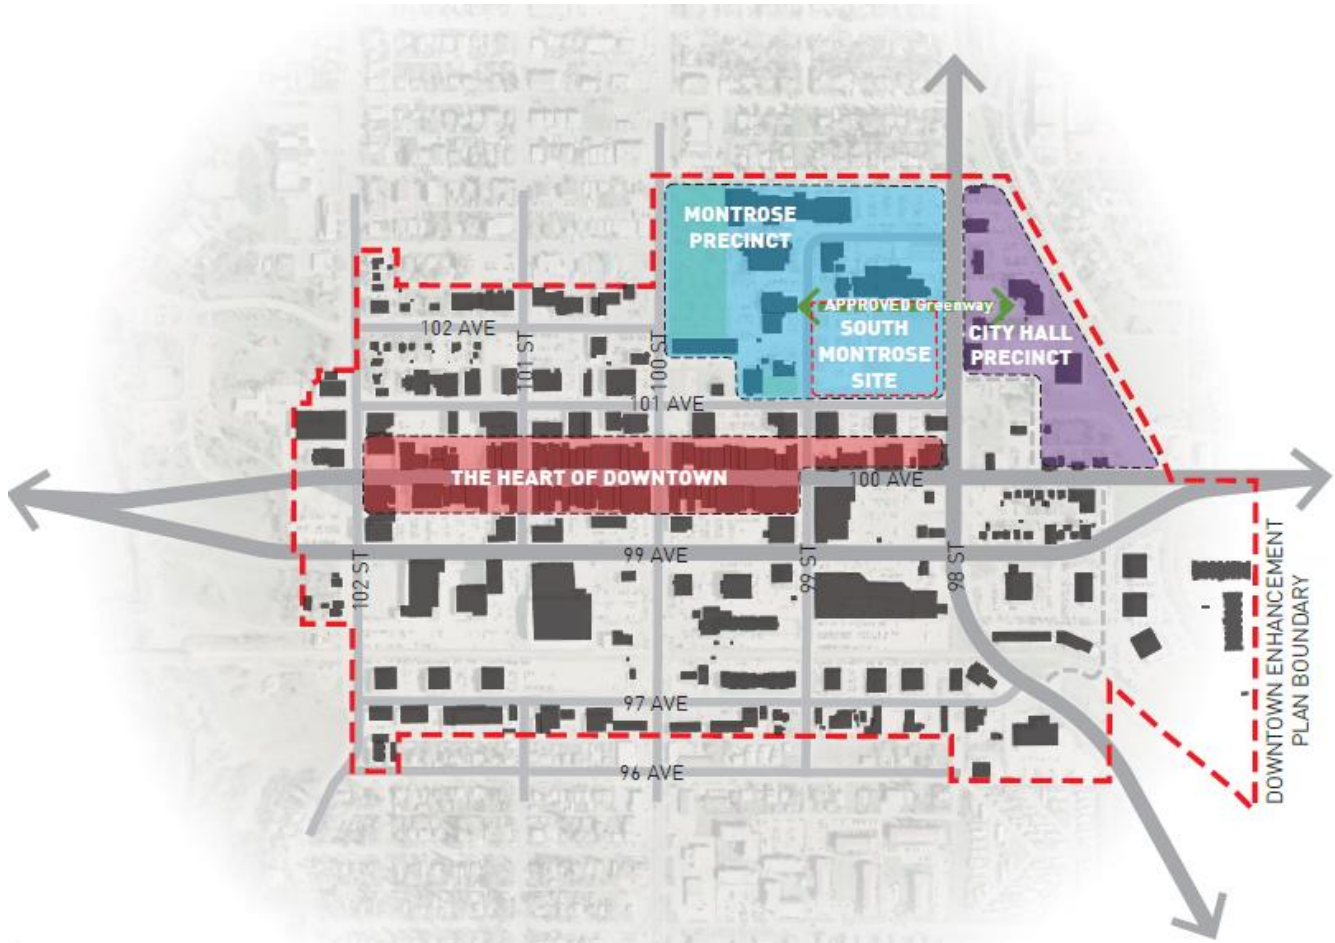 MONTROSE
PRECINCT
APPROVED Greenway
SOUTH
MONTROSE
SITE
CITY HALL
PRECINCT
102 AVE
101 ST
100 ST
101 AVE
THE HEART OF DOWNTOWN
100 AVE
99 AVE
102 ST
99 ST
98 ST
97 AVE
96 AVE
DOWNTOWN ENHANCEMENT
PLAN BOUNDARY